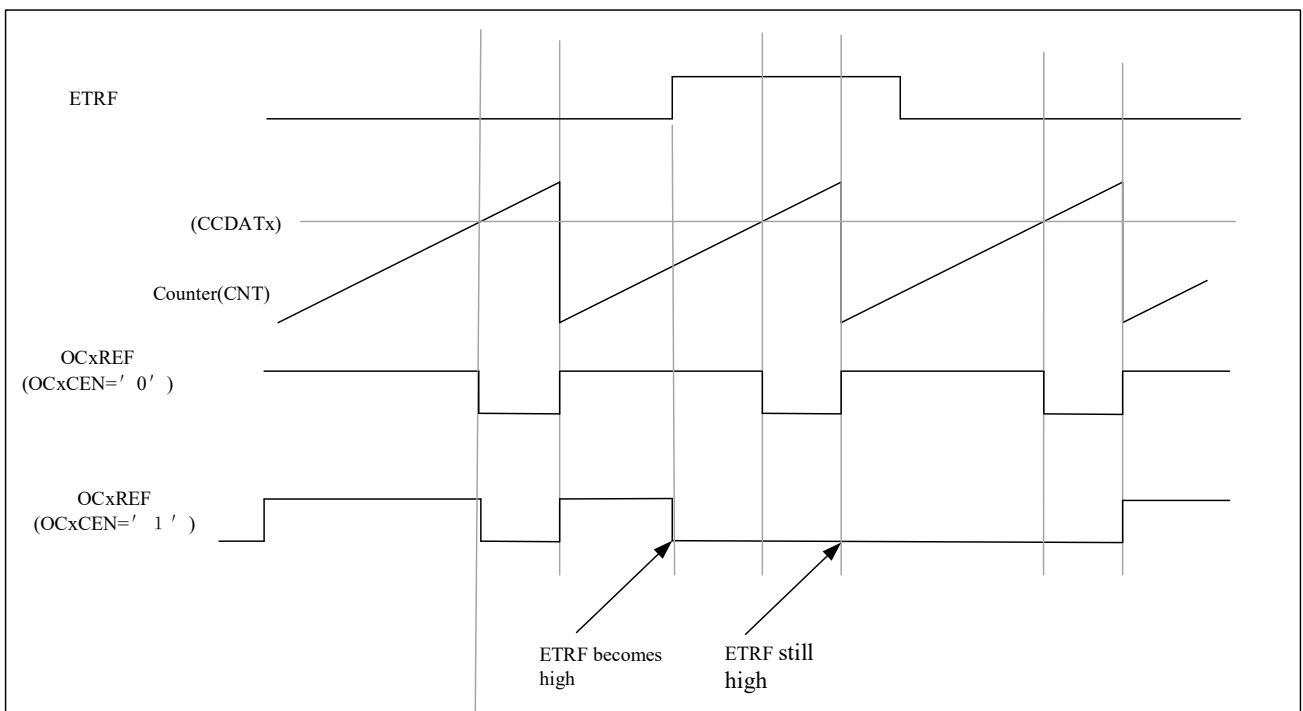 ETRF
(CCDATx)
Counter(CNT)
OCxREF
(OCxCEN=′ 0′ )
OCxREF
(OCxCEN=′ 1 ′ )
ETRF becomes
high
ETRF still
high